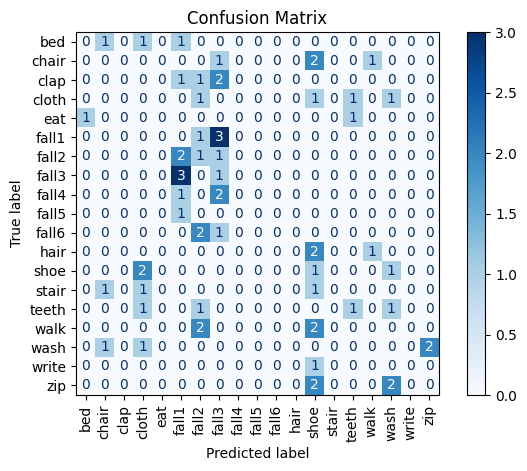 Confusion Matrix
True label
bed 0 1 0 1 0 1 0 0 0 0 0 0 0 0 0 0 0 0 0
chair 0 0 0 0 0 0 0 1 0 0 0 0 2 0 0 1 0 0 0
clap 0 0 0 0 0 1 1 2 0 0 0 0 0 0 0 0 0 0 0
cloth 0 0 0 0 0 0 1 0 0 0 0 0 1 0 1 0 1 0 0
eat 1 0 0 0 0 0 0 0 0 0 0 0 0 0 1 0 0 0 0
fall1 0 0 0 0 0 0 1 3 0 0 0 0 0 0 0 0 0 0 0
fall2 0 0 0 0 0 2 1 1 0 0 0 0 0 0 0 0 0 0 0
fall3 0 0 0 0 0 3 0 1 0 0 0 0 0 0 0 0 0 0 0
fall4 0 0 0 0 0 1 0 2 0 0 0 0 0 0 0 0 0 0 0
fall5 0 0 0 0 0 1 0 0 0 0 0 0 0 0 0 0 0 0 0
fall6 0 0 0 0 0 0 2 1 0 0 0 0 0 0 0 0 0 0 0
hair 0 0 0 0 0 0 0 0 0 0 0 0 2 0 0 1 0 0 0
shoe 0 0 0 2 0 0 0 0 0 0 0 0 1 0 0 0 1 0 0
stair 0 1 0 1 0 0 0 0 0 0 0 0 1 0 0 0 0 0 0
teeth 0 0 0 1 0 0 1 0 0 0 0 0 0 0 1 0 1 0 0
walk 0 0 0 0 0 0 2 0 0 0 0 0 2 0 0 0 0 0 0
wash 0 1 0 1 0 0 0 0 0 0 0 0 0 0 0 0 0 0 2
write 0 0 0 0 0 0 0 0 0 0 0 0 1 0 0 0 0 0 0
zip 0 0 0 0 0 0 0 0 0 0 0 0 2 0 0 0 2 0 0
bed chair clap cloth eat fall1 fall2 fall3 fall4 fall5 fall6 hair shoe stair teeth walk wash write zip
Predicted label
3.0
2.5
2.0
1.5
1.0
0.5
0.0